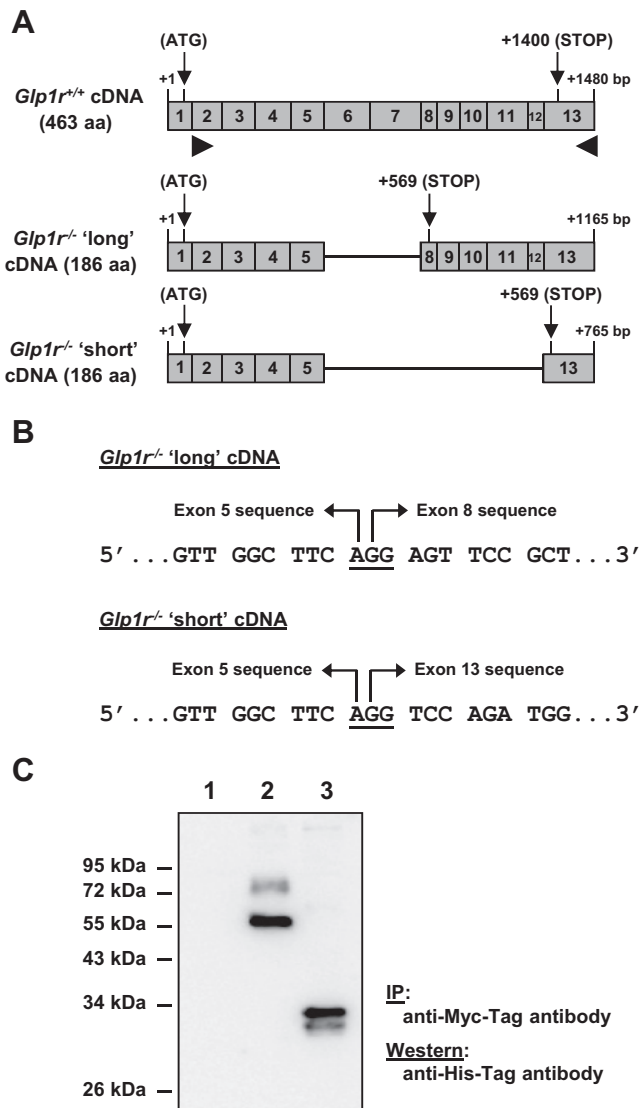 A
(ATG)
+1400 (STOP)
+1
+1480 bp
Glp1r+/+ cDNA
(463 aa)
1 2 3 4 5 6 7 8 9 10 11 12 13
(ATG)
+569 (STOP)
+1
+1165 bp
Glp1r-/- ‘long’
cDNA (186 aa)
1 2 3 4 5 8 9 10 11 12 13
(ATG)
+569 (STOP)
+1
+765 bp
Glp1r-/- ‘short’
cDNA (186 aa)
1 2 3 4 5 13
B
Glp1r-/- ‘long’ cDNA
Exon 5 sequence Exon 8 sequence
5′ ...GTT GGC TTC AGG AGT TCC GCT...3′
Glp1r-/- ‘short’ cDNA
Exon 5 sequence Exon 13 sequence
5′ ...GTT GGC TTC AGG TCC AGA TGG...3′
C
1 2 3
95 kDa
72 kDa
55 kDa
43 kDa
34 kDa
26 kDa
IP:
anti-Myc-Tag antibody
Western:
anti-His-Tag antibody